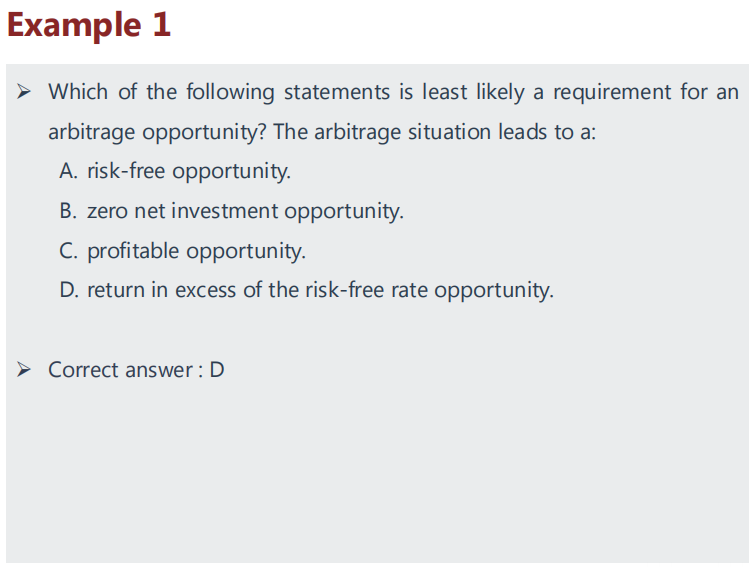 Example 1
➢ Which of the following statements is least likely a requirement for an
arbitrage opportunity? The arbitrage situation leads to a:
A. risk-free opportunity.
B. zero net investment opportunity.
C. profitable opportunity.
D. return in excess of the risk-free rate opportunity.
➢ Correct answer : D